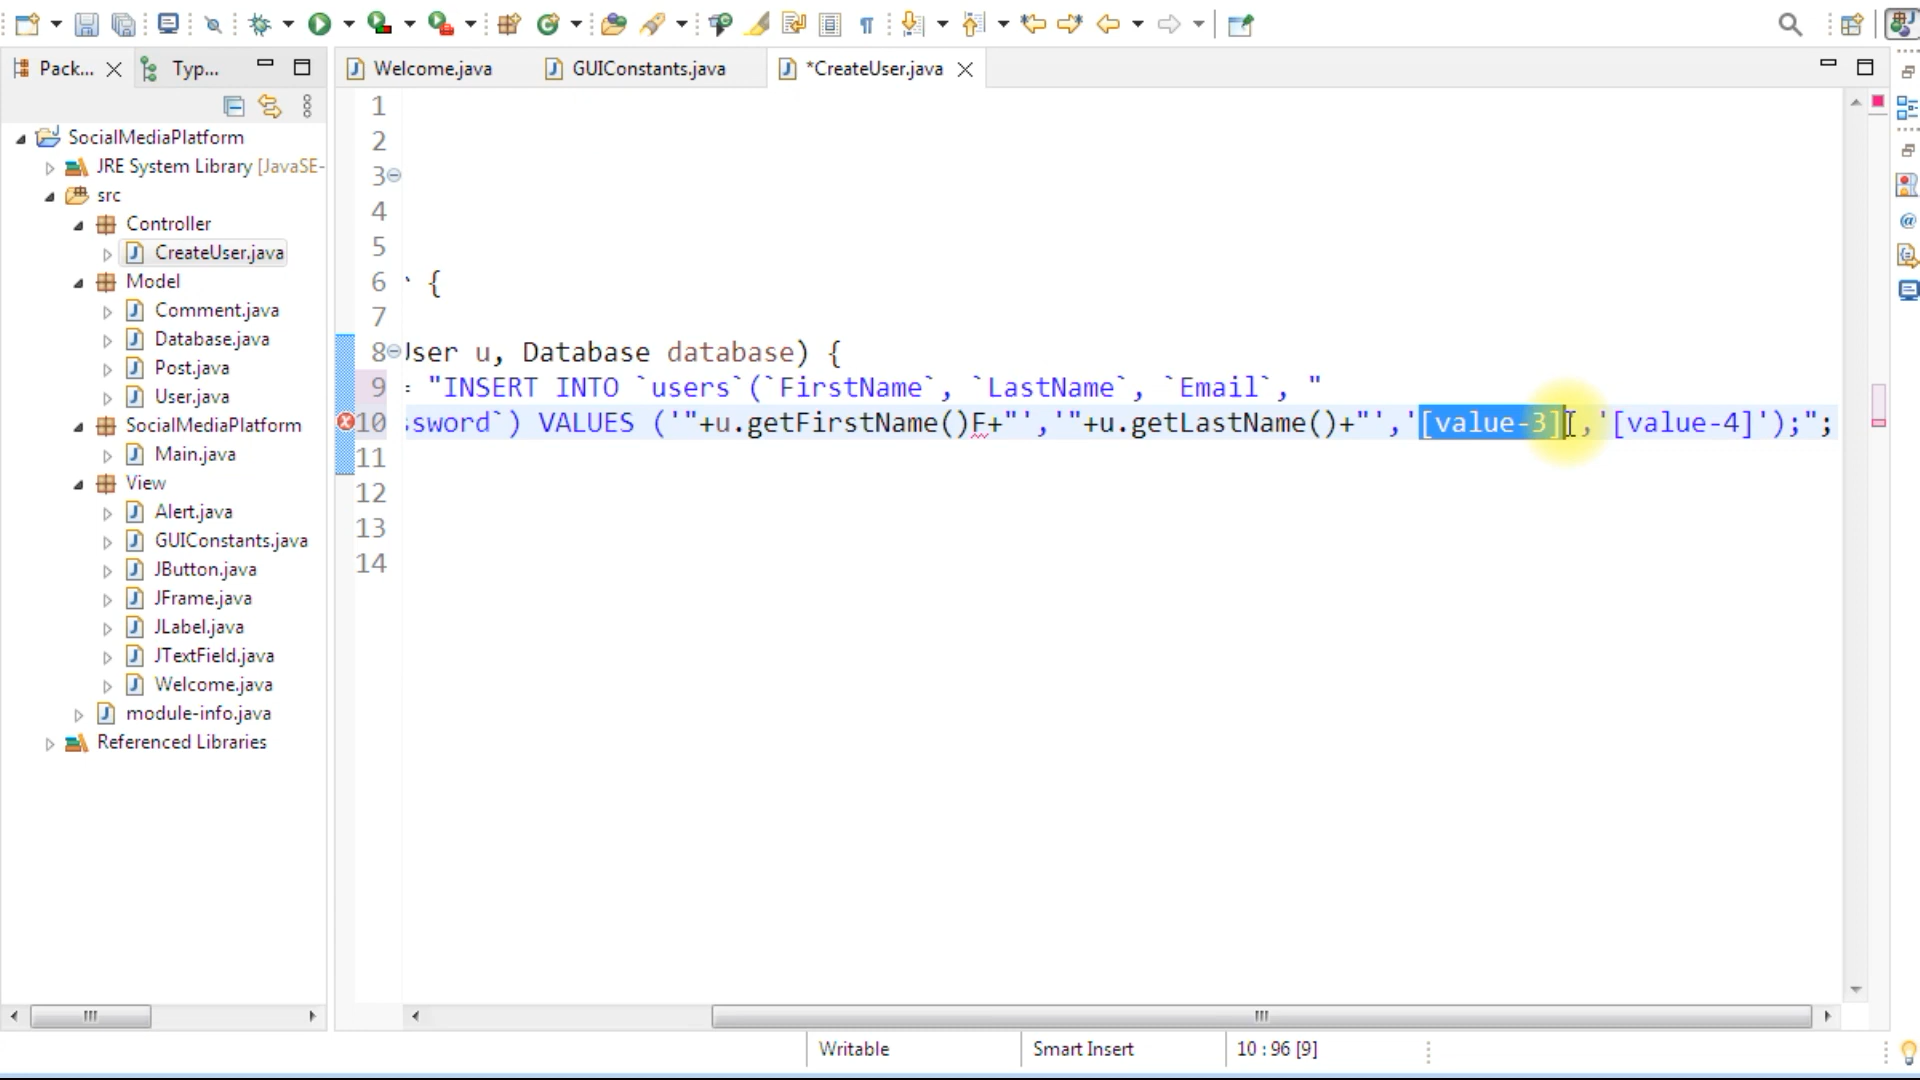 Pack...
Typ...
Welcome.java
GUIConstants.java
*CreateUser.java
SocialMediaPlatform
JRE System Library [JavaSE-
src
Controller
CreateUser.java
Model
Comment.java
Database.java
Post.java
User.java
SocialMediaPlatform
Main.java
View
Alert.java
GUIConstants.java
JButton.java
JFrame.java
JLabel.java
JTextField.java
Welcome.java
module-info.java
Referenced Libraries
1
2
3
4
5
6 {
7
8 User u, Database database) {
9 = "INSERT INTO `users`(`FirstName`, `LastName`, `Email`, "
10 ssword`) VALUES ('"+u.getFirstName()F+"','"+u.getLastName()+"','[value-3]','[value-4]');";
11
12
13
14
Writable
Smart Insert
10 : 96 [9]